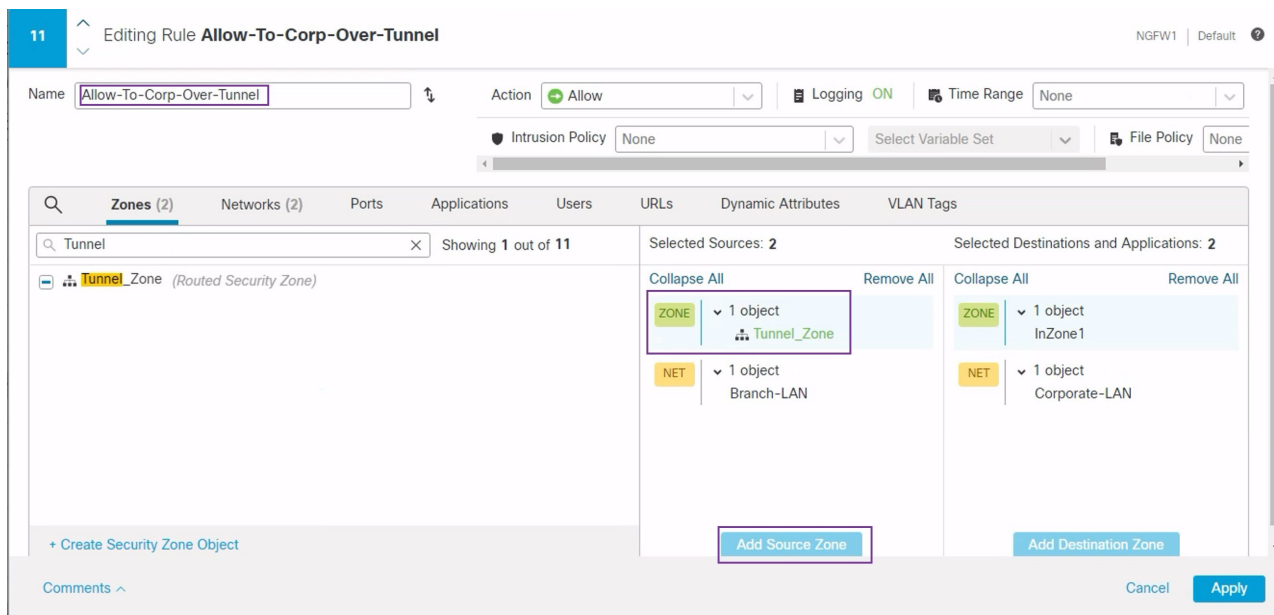 11 Editing Rule Allow-To-Corp-Over-Tunnel NGFW1 | Default ?
Name Allow-To-Corp-Over-Tunnel Action Allow Logging ON Time Range None
Intrusion Policy None Select Variable Set File Policy None
Zones (2) Networks (2) Ports Applications Users URLs Dynamic Attributes VLAN Tags
Tunnel Showing 1 out of 11 Selected Sources: 2 Selected Destinations and Applications: 2
Tunnel_Zone (Routed Security Zone) Collapse All Remove All Collapse All Remove All
ZONE 1 object ZONE 1 object
Tunnel_Zone InZone1
NET 1 object NET 1 object
Branch-LAN Corporate-LAN
+ Create Security Zone Object Add Source Zone Add Destination Zone
Comments Cancel Apply